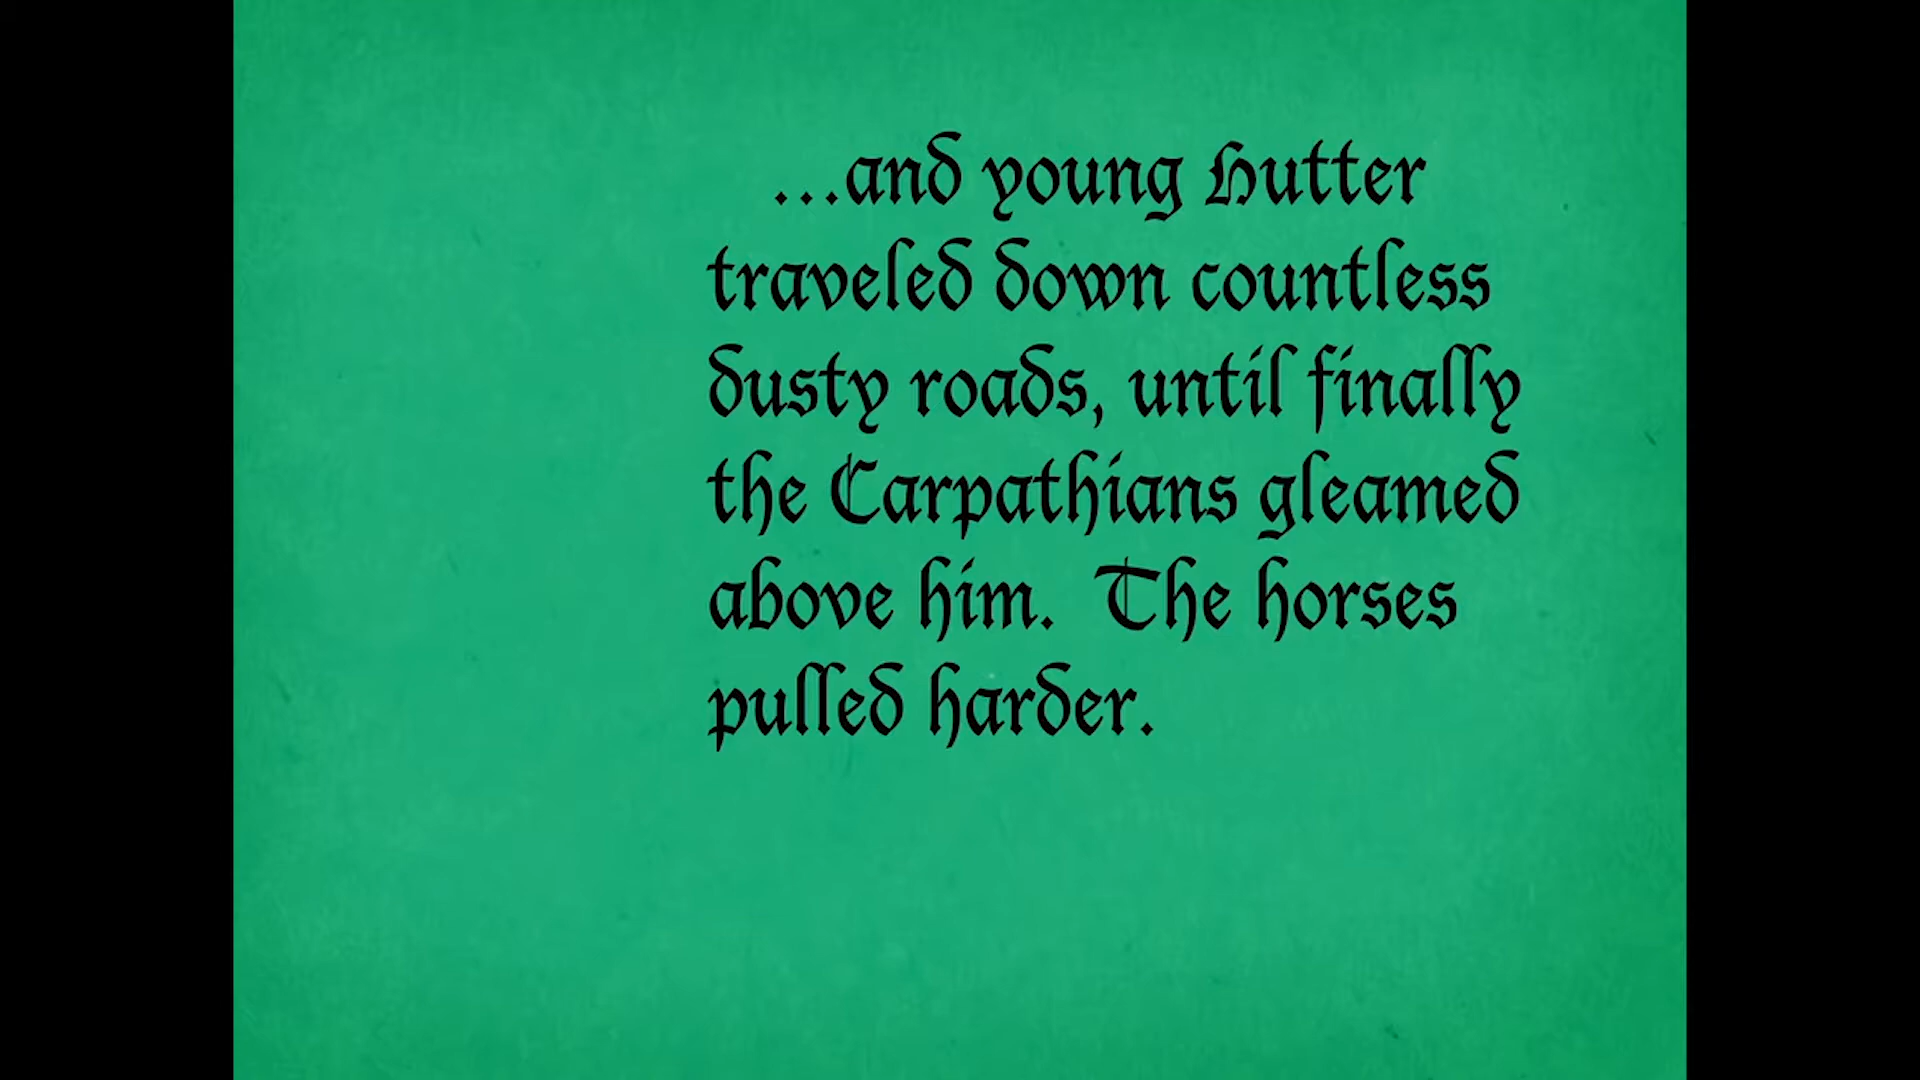 ...and young Hutter
traveled down countless
dusty roads, until finally
the Carpathians gleamed
above him.  The horses
pulled harder.